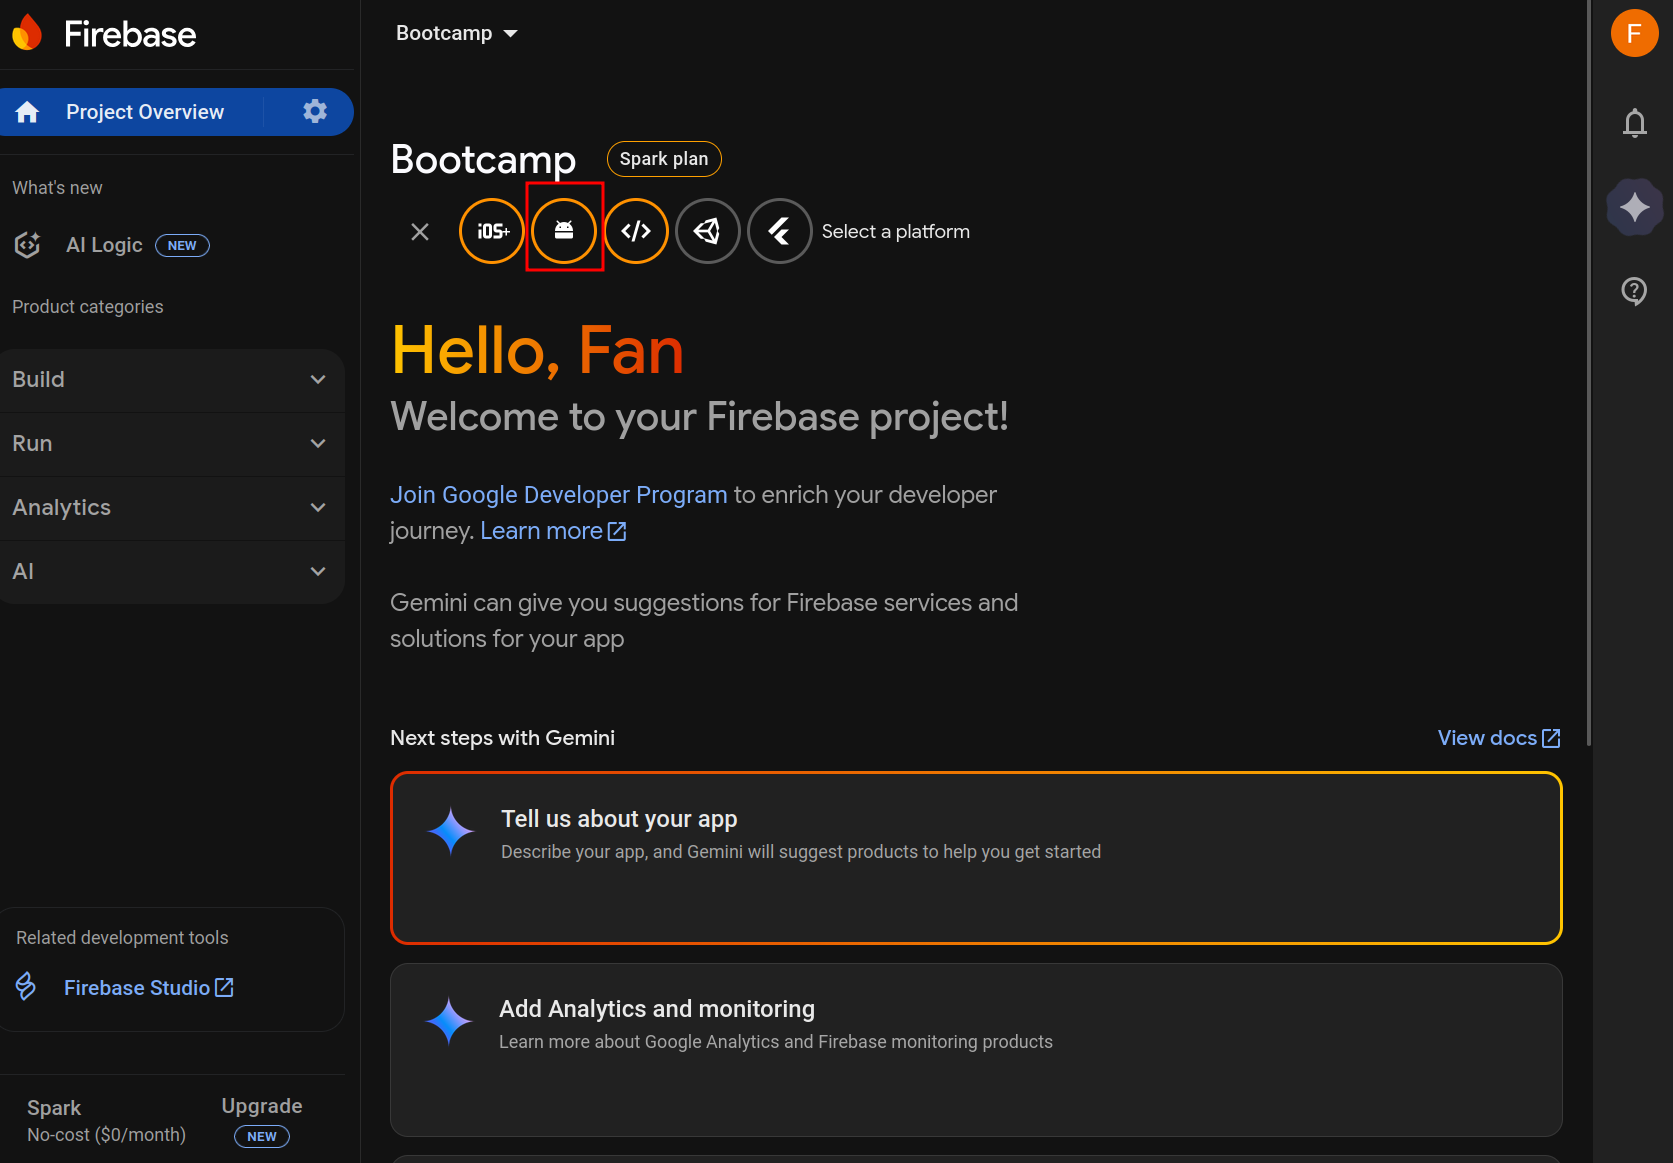 Firebase
Project Overview
What's new
AI Logic NEW
Product categories
Build
Run
Analytics
AI
Related development tools
Firebase Studio
Spark
No-cost ($0/month)
Upgrade
NEW
Bootcamp
Bootcamp
Spark plan
iOS+
Select a platform
Hello, Fan
Welcome to your Firebase project!
Join Google Developer Program to enrich your developer
journey. Learn more
Gemini can give you suggestions for Firebase services and
solutions for your app
Next steps with Gemini
View docs
Tell us about your app
Describe your app, and Gemini will suggest products to help you get started
Add Analytics and monitoring
Learn more about Google Analytics and Firebase monitoring products
F